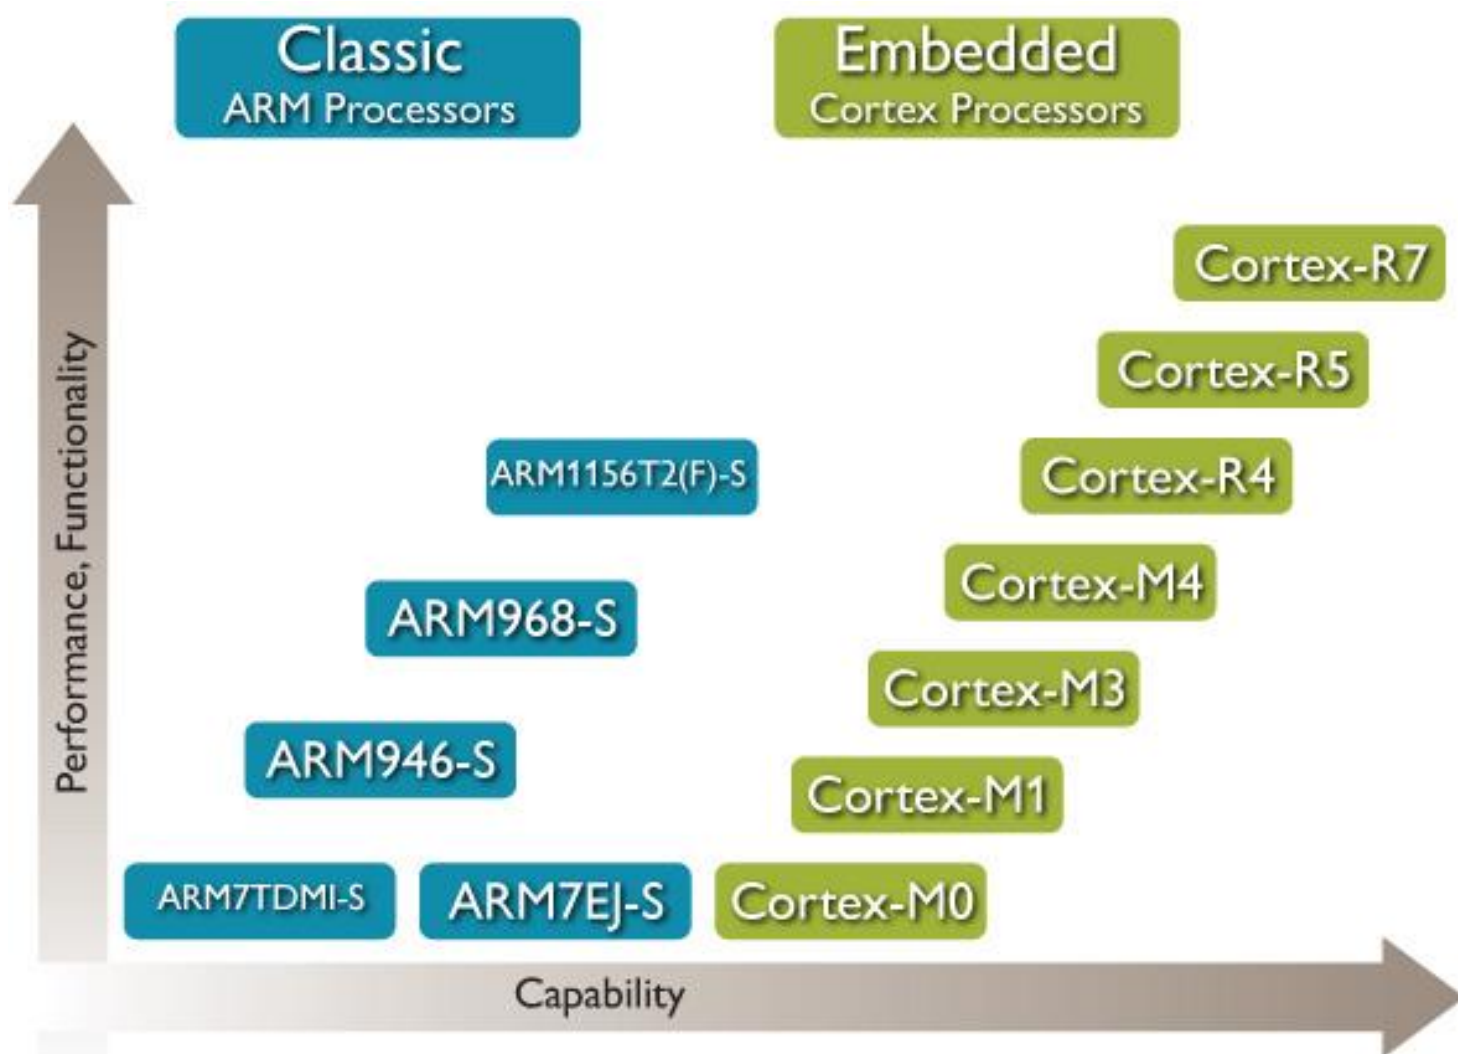 Classic
ARM Processors
Embedded
Cortex Processors
Performance, Functionality
Cortex-R7
Cortex-R5
ARM1156T2(F)-S
Cortex-R4
Cortex-M4
ARM968-S
Cortex-M3
ARM946-S
Cortex-M1
ARM7TDMI-S
ARM7EJ-S
Cortex-M0
Capability